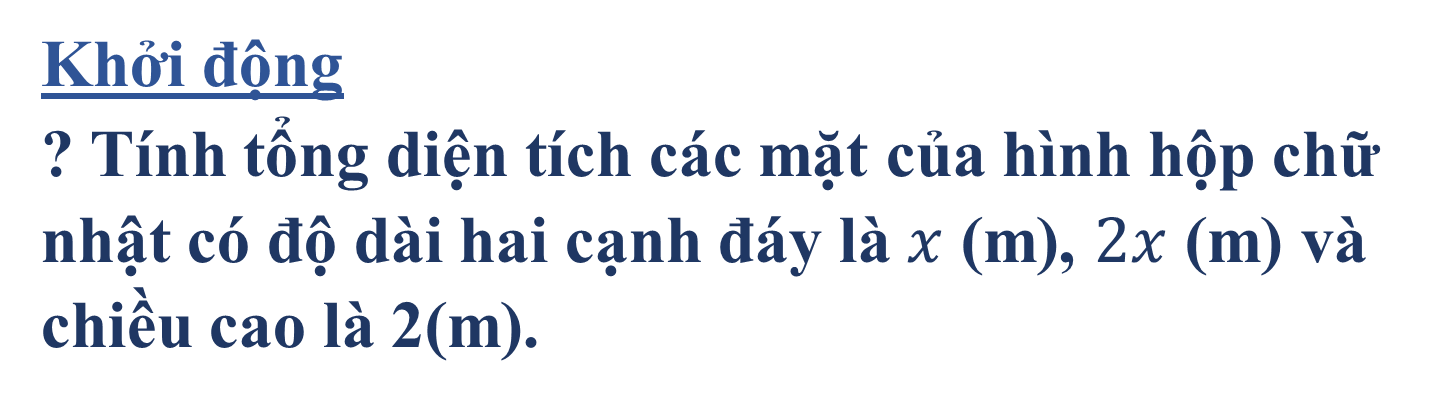 Khởi động
? Tính tổng diện tích các mặt của hình hộp chữ
nhật có độ dài hai cạnh đáy là x (m), 2x (m) và
chiều cao là 2(m).